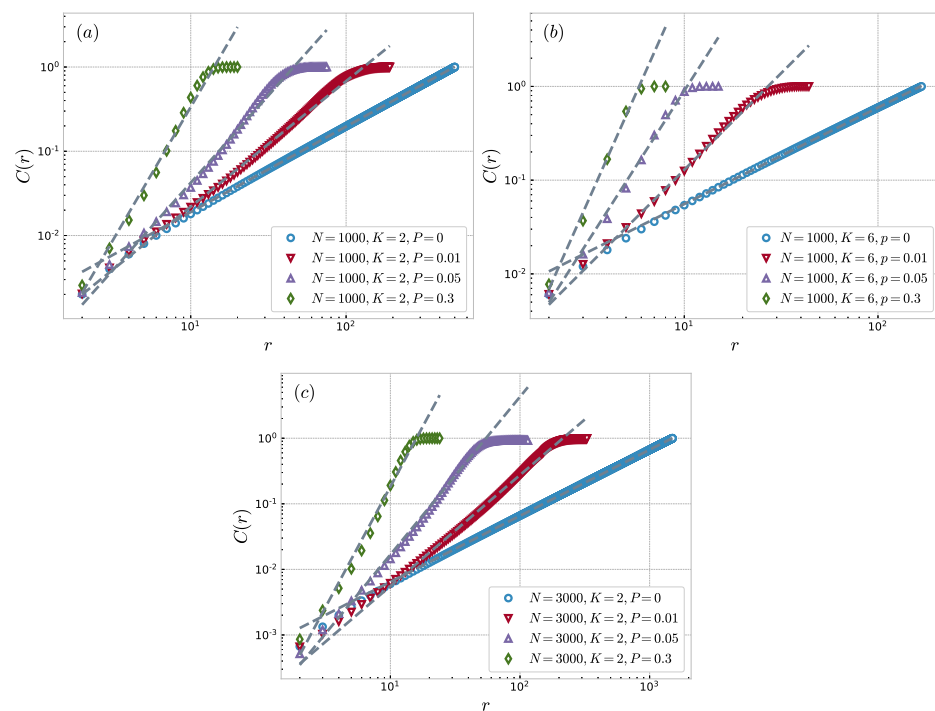 (a)
C(r)
10^0
10^-1
10^-2
10^1
10^2
r
N=1000, K=2, P=0
N=1000, K=2, P=0.01
N=1000, K=2, P=0.05
N=1000, K=2, P=0.3
(b)
C(r)
10^0
10^-1
10^-2
10^1
10^2
r
N=1000, K=6, p=0
N=1000, K=6, p=0.01
N=1000, K=6, p=0.05
N=1000, K=6, p=0.3
(c)
C(r)
10^0
10^-1
10^-2
10^-3
10^1
10^2
10^3
r
N=3000, K=2, P=0
N=3000, K=2, P=0.01
N=3000, K=2, P=0.05
N=3000, K=2, P=0.3